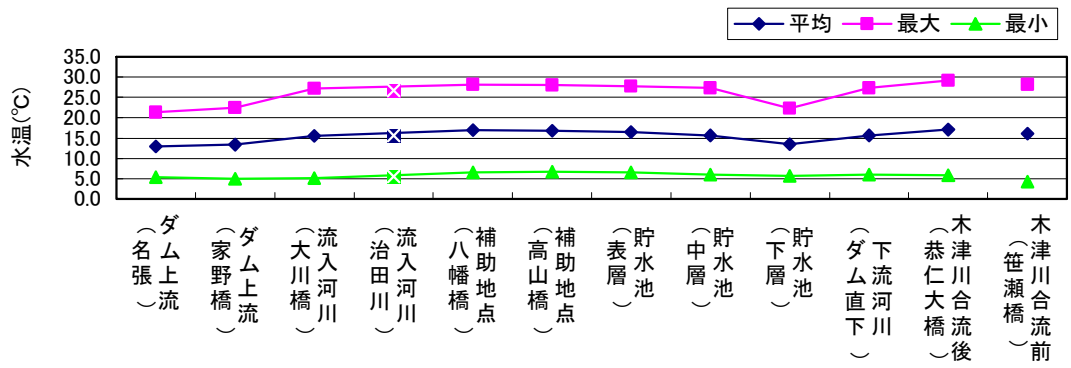 平均 最大 最小
水温(℃)
35.0
30.0
25.0
20.0
15.0
10.0
5.0
0.0
ダム上流
(名張)
ダム上流
(家野橋)
流入河川
(大川橋)
流入河川
(治田川)
補助地点
(八幡橋)
補助地点
(高山橋)
貯水池
(表層)
貯水池
(中層)
貯水池
(下層)
下流河川
(ダム直下)
木津川合流後
(恭仁大橋)
木津川合流前
(笹瀬橋)